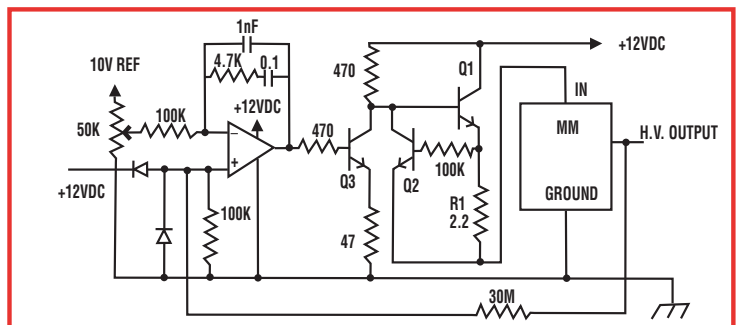 1nF
4.7K
0.1
10V REF
+12VDC
50K
100K
−
+
+12VDC
100K
470
470
Q3
47
Q2
100K
Q1
R1
2.2
+12VDC
IN
MM
GROUND
H.V. OUTPUT
30M